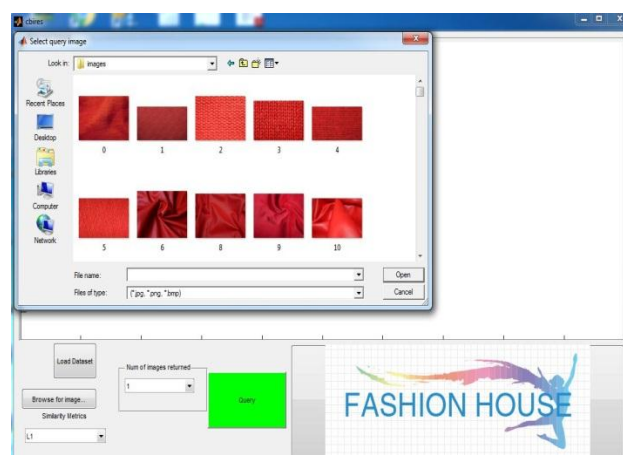 cbires
Select query image
Look in:
images
Recent Places
Desktop
Libraries
Computer
Network
0 1 2 3 4
5 6 8 9 10
File name:
Open
Files of type:
(*.jpg, *.png, *.bmp)
Cancel
Load Dataset
Num of images returned
1
Browse for image...
Query
Similarity Metrics
L1
FASHION HOUSE